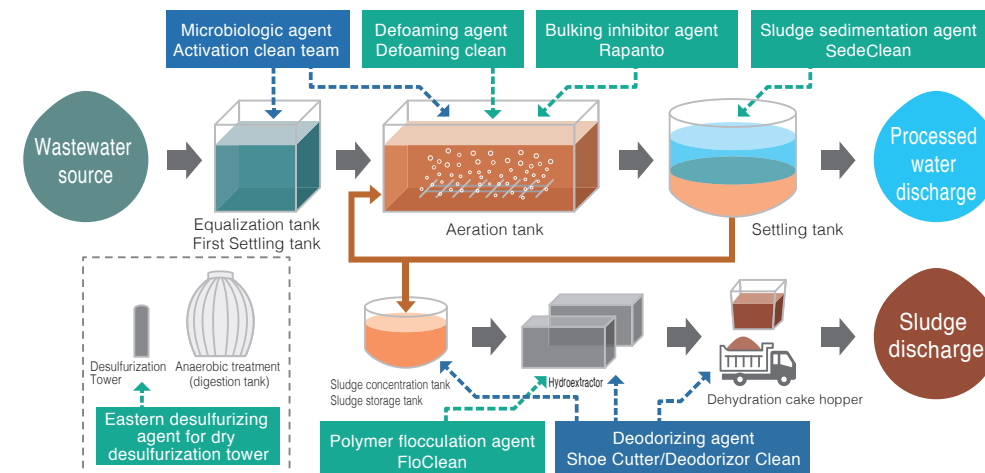 Microbiologic agent
Activation clean team
Defoaming agent
Defoaming clean
Bulking inhibitor agent
Rapanto
Sludge sedimentation agent
SedeClean
Wastewater
source
Equalization tank
First Settling tank
Aeration tank
Settling tank
Processed
water
discharge
Desulfurization
Tower
Anaerobic treatment
(digestion tank)
Eastern desulfurizing
agent for dry
desulfurization tower
Sludge concentration tank
Sludge storage tank
Hydroextractor
Dehydration cake hopper
Sludge
discharge
Polymer flocculation agent
FloClean
Deodorizing agent
Shoe Cutter/Deodorizor Clean